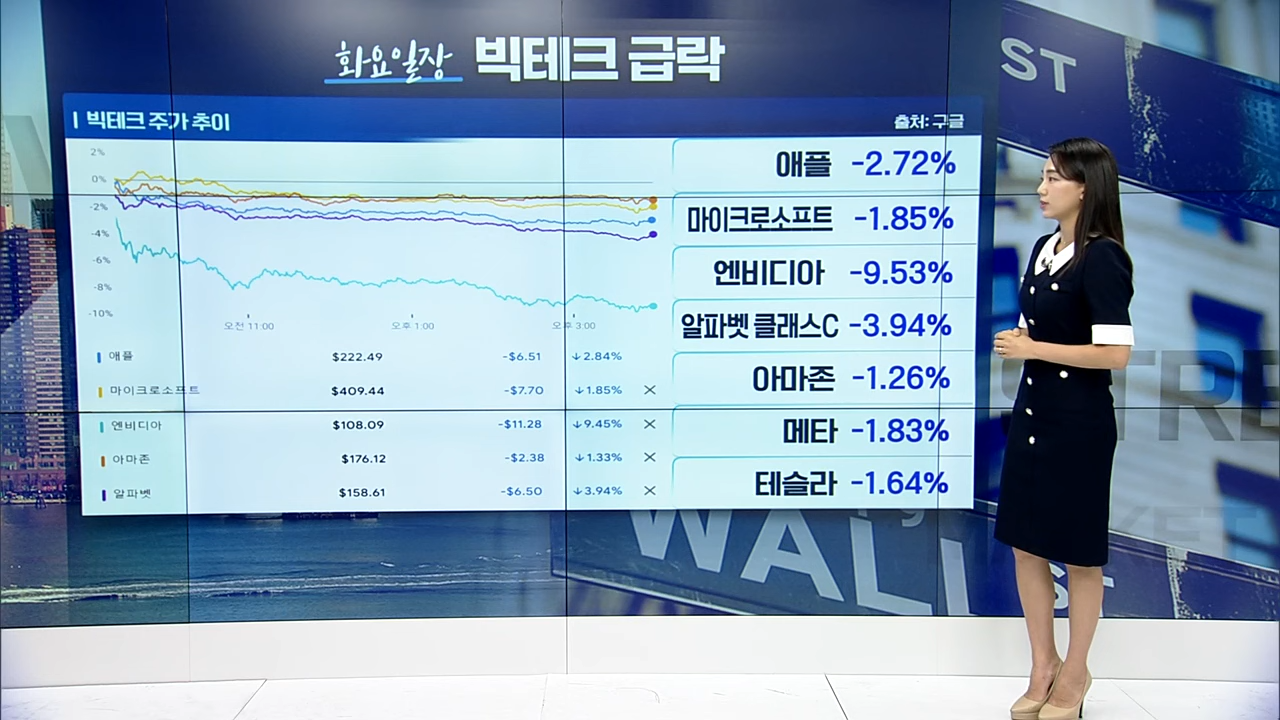 화요일장 빅테크 급락
빅테크 주가 추이
출처: 구글
2%
0%
-2%
-4%
-6%
-8%
-10%
오전 11:00 오후 1:00 오후 3:00
애플 $222.49 -$6.51 ↓2.84%
마이크로소프트 $409.44 -$7.70 ↓1.85% ×
엔비디아 $108.09 -$11.28 ↓9.45% ×
아마존 $176.12 -$2.38 ↓1.33% ×
알파벳 $158.61 -$6.50 ↓3.94% ×
애플 -2.72%
마이크로소프트 -1.85%
엔비디아 -9.53%
알파벳 클래스C -3.94%
아마존 -1.26%
메타 -1.83%
테슬라 -1.64%
ST
STRE
WALL
ST